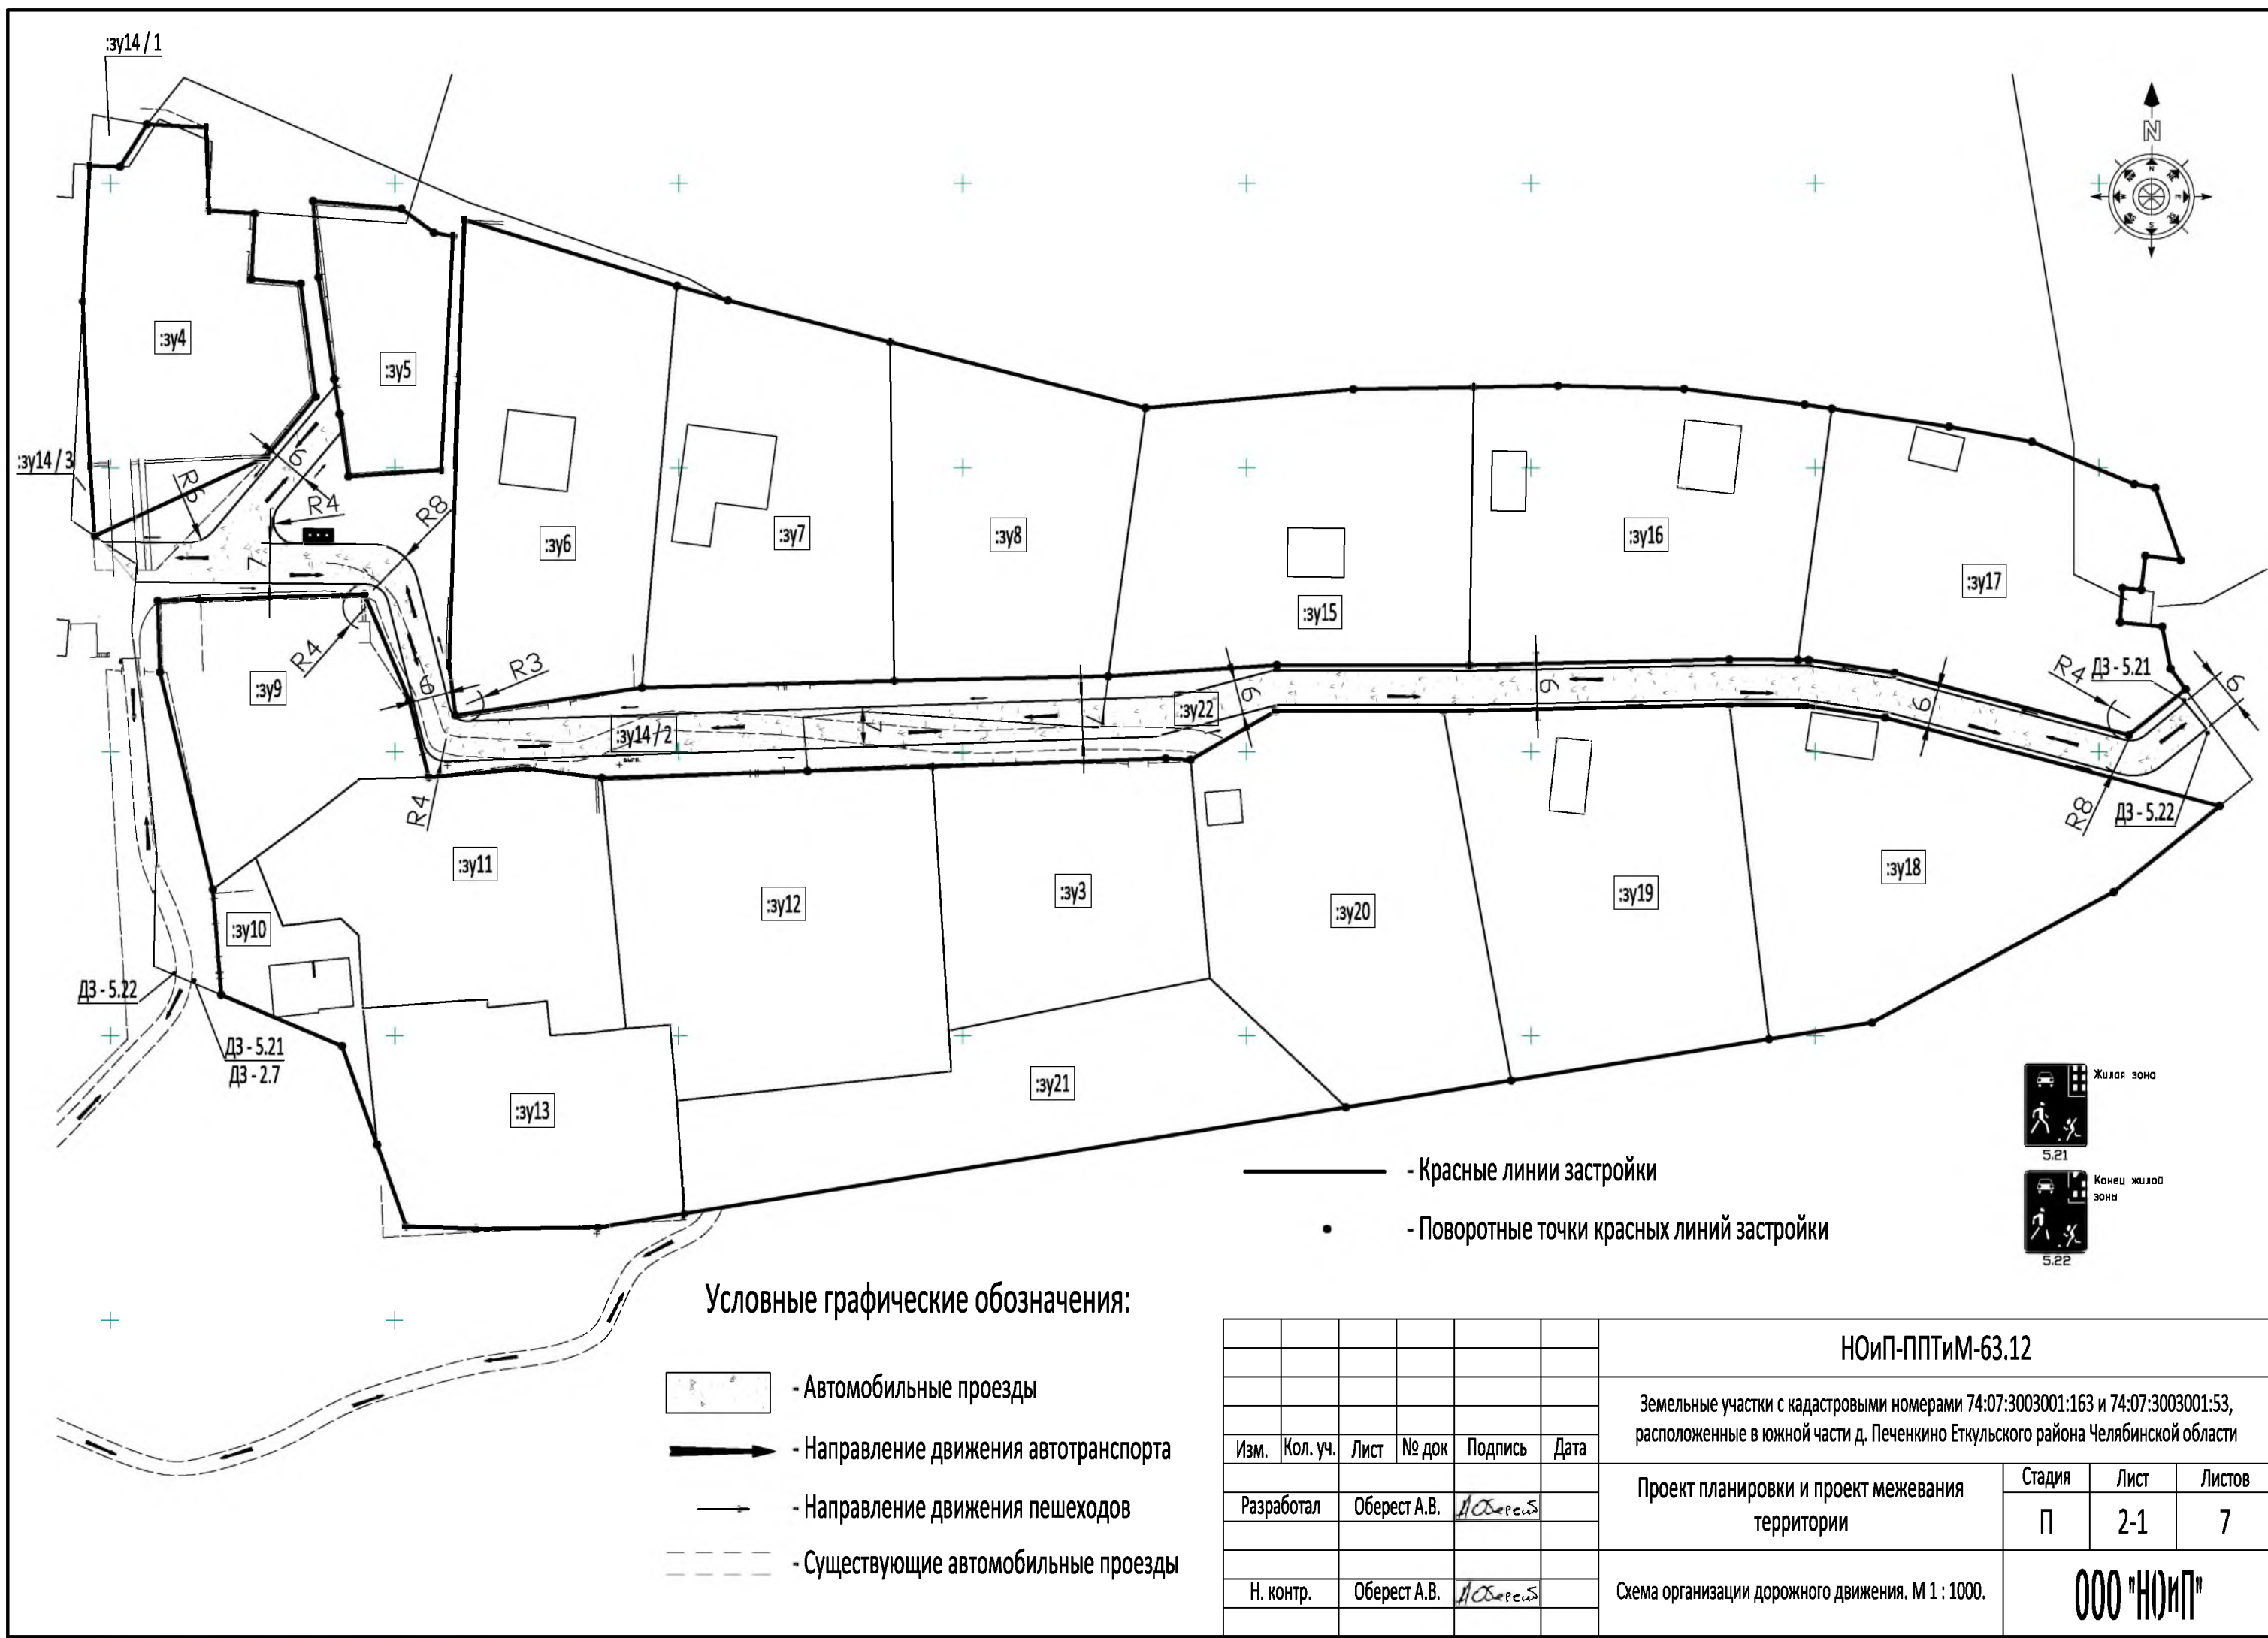 :зу14 / 1
N
:зу4
:зу5
:зу14 / 3
6
R6
R4
R8
7
:зу6
:зу7
:зу8
:зу15
:зу16
:зу17
R4
:зу9
6
R3
:зу14 / 2
7
:зу22
6
6
6
R4
ДЗ - 5.21
6
R8
ДЗ - 5.22
R4
:зу11
:зу12
:зу3
:зу20
:зу19
:зу18
:зу10
ДЗ - 5.22
ДЗ - 5.21
ДЗ - 2.7
:зу13
:зу21
Жилая зона
5.21
Конец жилой
зоны
5.22
- Красные линии застройки
- Поворотные точки красных линий застройки
Условные графические обозначения:
- Автомобильные проезды
- Направление движения автотранспорта
- Направление движения пешеходов
- Существующие автомобильные проезды
НОиП-ППТиМ-63.12
Земельные участки с кадастровыми номерами 74:07:3003001:163 и 74:07:3003001:53,
расположенные в южной части д. Печенкино Еткульского района Челябинской области
Изм. Кол. уч. Лист № док Подпись Дата
Проект планировки и проект межевания
территории
Стадия Лист Листов
П 2-1 7
Разработал Оберест А.В.
Н. контр. Оберест А.В.
Схема организации дорожного движения. М 1 : 1000.
ООО "НОиП"